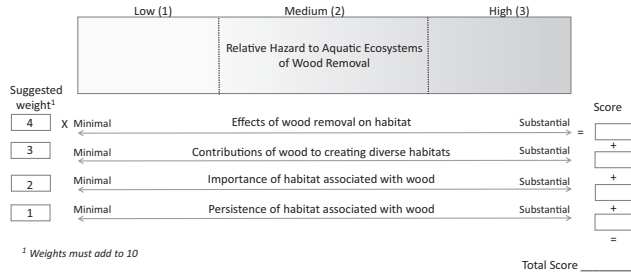 Low (1) Medium (2) High (3)
Relative Hazard to Aquatic Ecosystems
of Wood Removal
Suggested
weight1
Score
4 X Minimal Effects of wood removal on habitat Substantial =
+
3 Minimal Contributions of wood to creating diverse habitats Substantial
+
2 Minimal Importance of habitat associated with wood Substantial
+
1 Minimal Persistence of habitat associated with wood Substantial
=
1 Weights must add to 10
Total Score ________